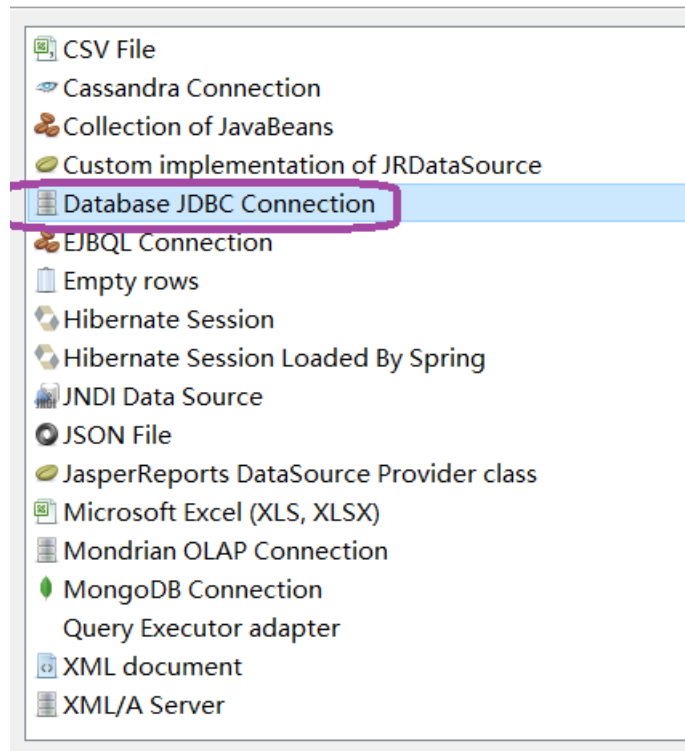 CSV File
Cassandra Connection
Collection of JavaBeans
Custom implementation of JRDataSource
Database JDBC Connection
EJBQL Connection
Empty rows
Hibernate Session
Hibernate Session Loaded By Spring
JNDI Data Source
JSON File
JasperReports DataSource Provider class
Microsoft Excel (XLS, XLSX)
Mondrian OLAP Connection
MongoDB Connection
Query Executor adapter
XML document
XML/A Server